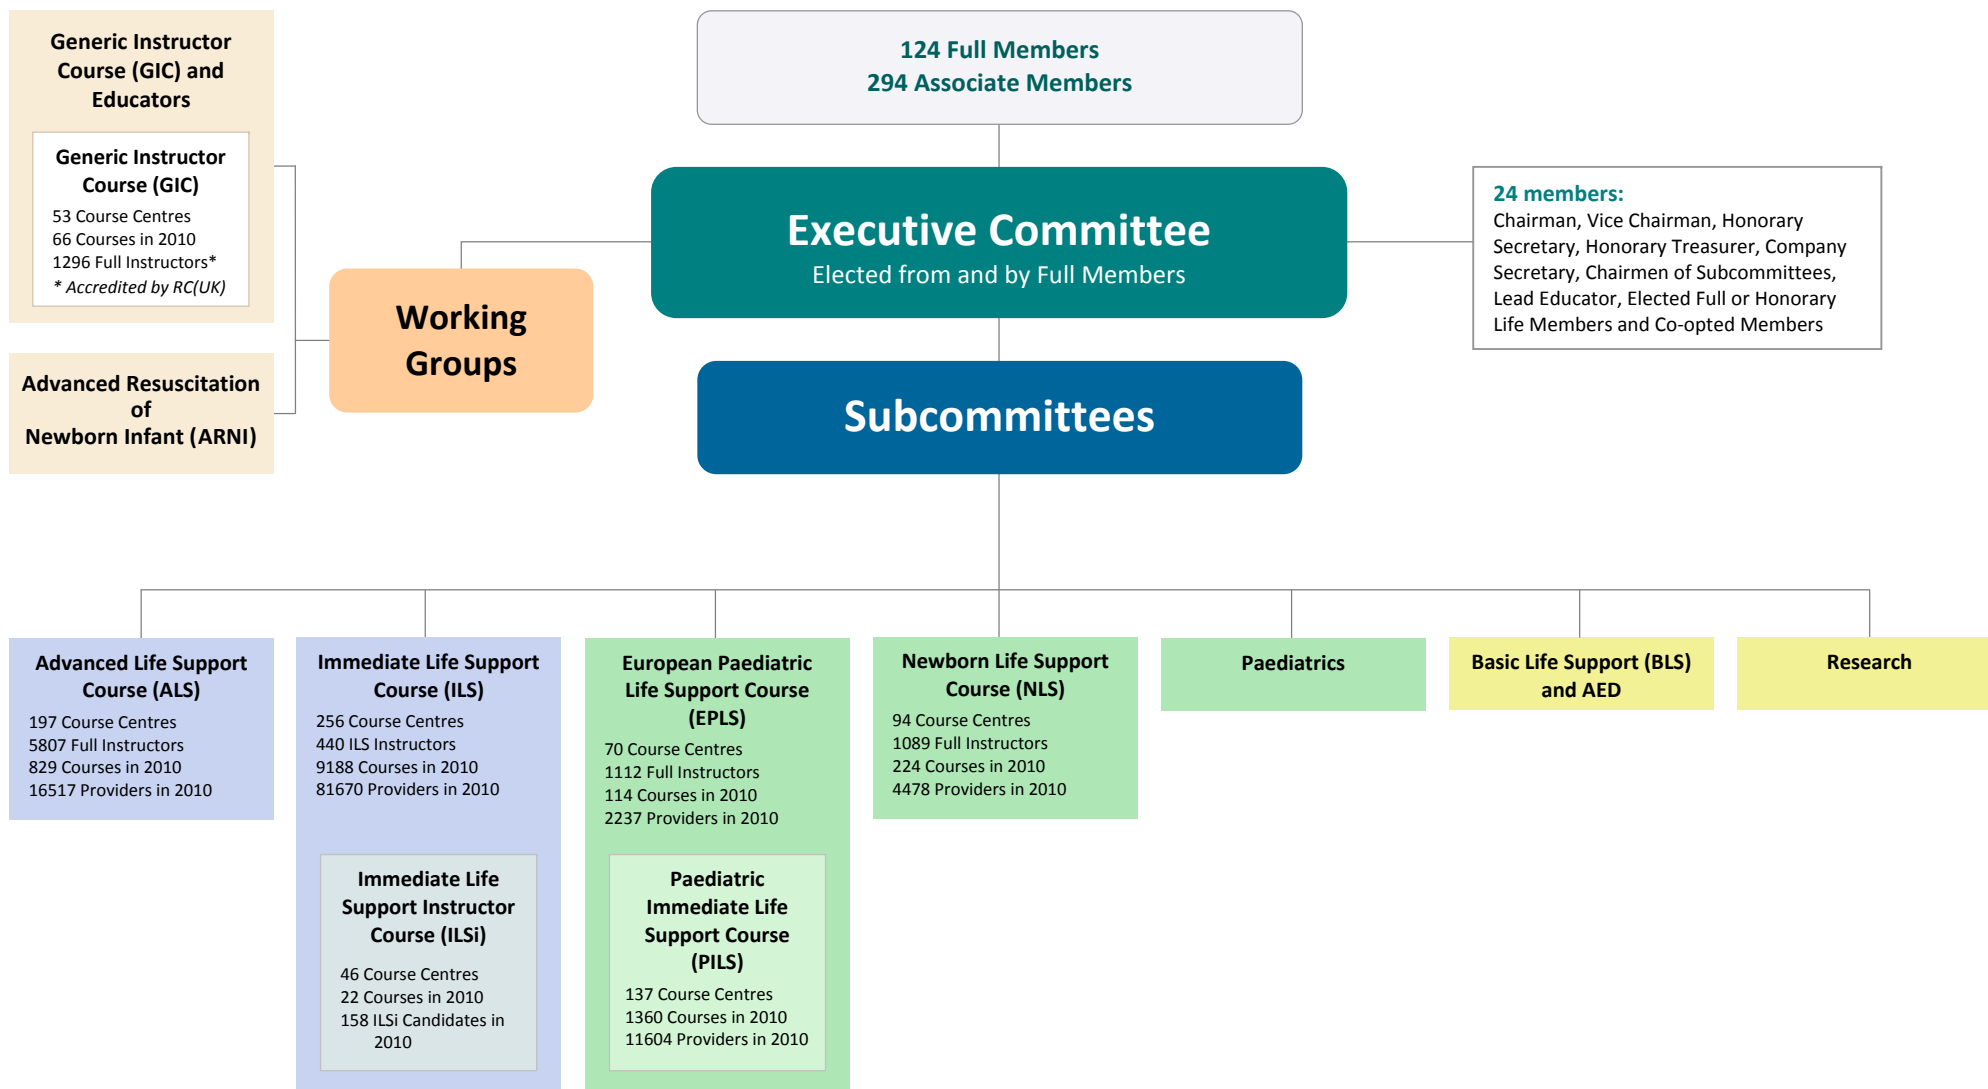 Generic Instructor
Course (GIC) and
Educators
Generic Instructor
Course (GIC)
53 Course Centres
66 Courses in 2010
1296 Full Instructors*
* Accredited by RC(UK)
Advanced Resuscitation
of
Newborn Infant (ARNI)
Working
Groups
124 Full Members
294 Associate Members
Executive Committee
Elected from and by Full Members
24 members:
Chairman, Vice Chairman, Honorary
Secretary, Honorary Treasurer, Company
Secretary, Chairmen of Subcommittees,
Lead Educator, Elected Full or Honorary
Life Members and Co-opted Members
Subcommittees
Advanced Life Support
Course (ALS)
197 Course Centres
5807 Full Instructors
829 Courses in 2010
16517 Providers in 2010
Immediate Life Support
Course (ILS)
256 Course Centres
440 ILS Instructors
9188 Courses in 2010
81670 Providers in 2010
Immediate Life
Support Instructor
Course (ILSi)
46 Course Centres
22 Courses in 2010
158 ILSi Candidates in
2010
European Paediatric
Life Support Course
(EPLS)
70 Course Centres
1112 Full Instructors
114 Courses in 2010
2237 Providers in 2010
Paediatric
Immediate Life
Support Course
(PILS)
137 Course Centres
1360 Courses in 2010
11604 Providers in 2010
Newborn Life Support
Course (NLS)
94 Course Centres
1089 Full Instructors
224 Courses in 2010
4478 Providers in 2010
Paediatrics
Basic Life Support (BLS)
and AED
Research